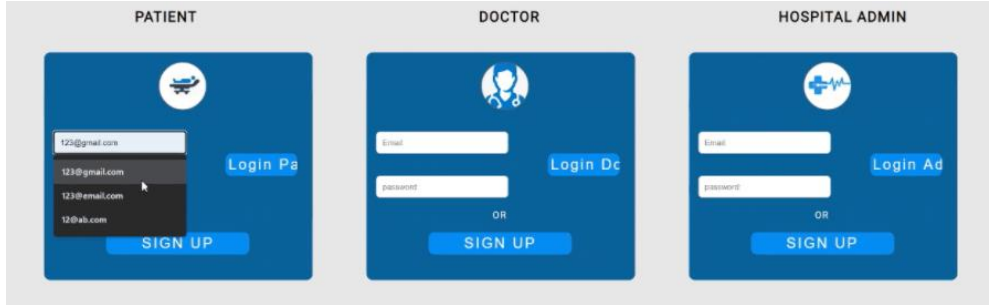 PATIENT
DOCTOR
HOSPITAL ADMIN
123@gmail.com
123@gmail.com
123@email.com
12@ab.com
Login Pa
SIGN UP
Email
password
Login Do
OR
SIGN UP
Email
password
Login Ad
OR
SIGN UP